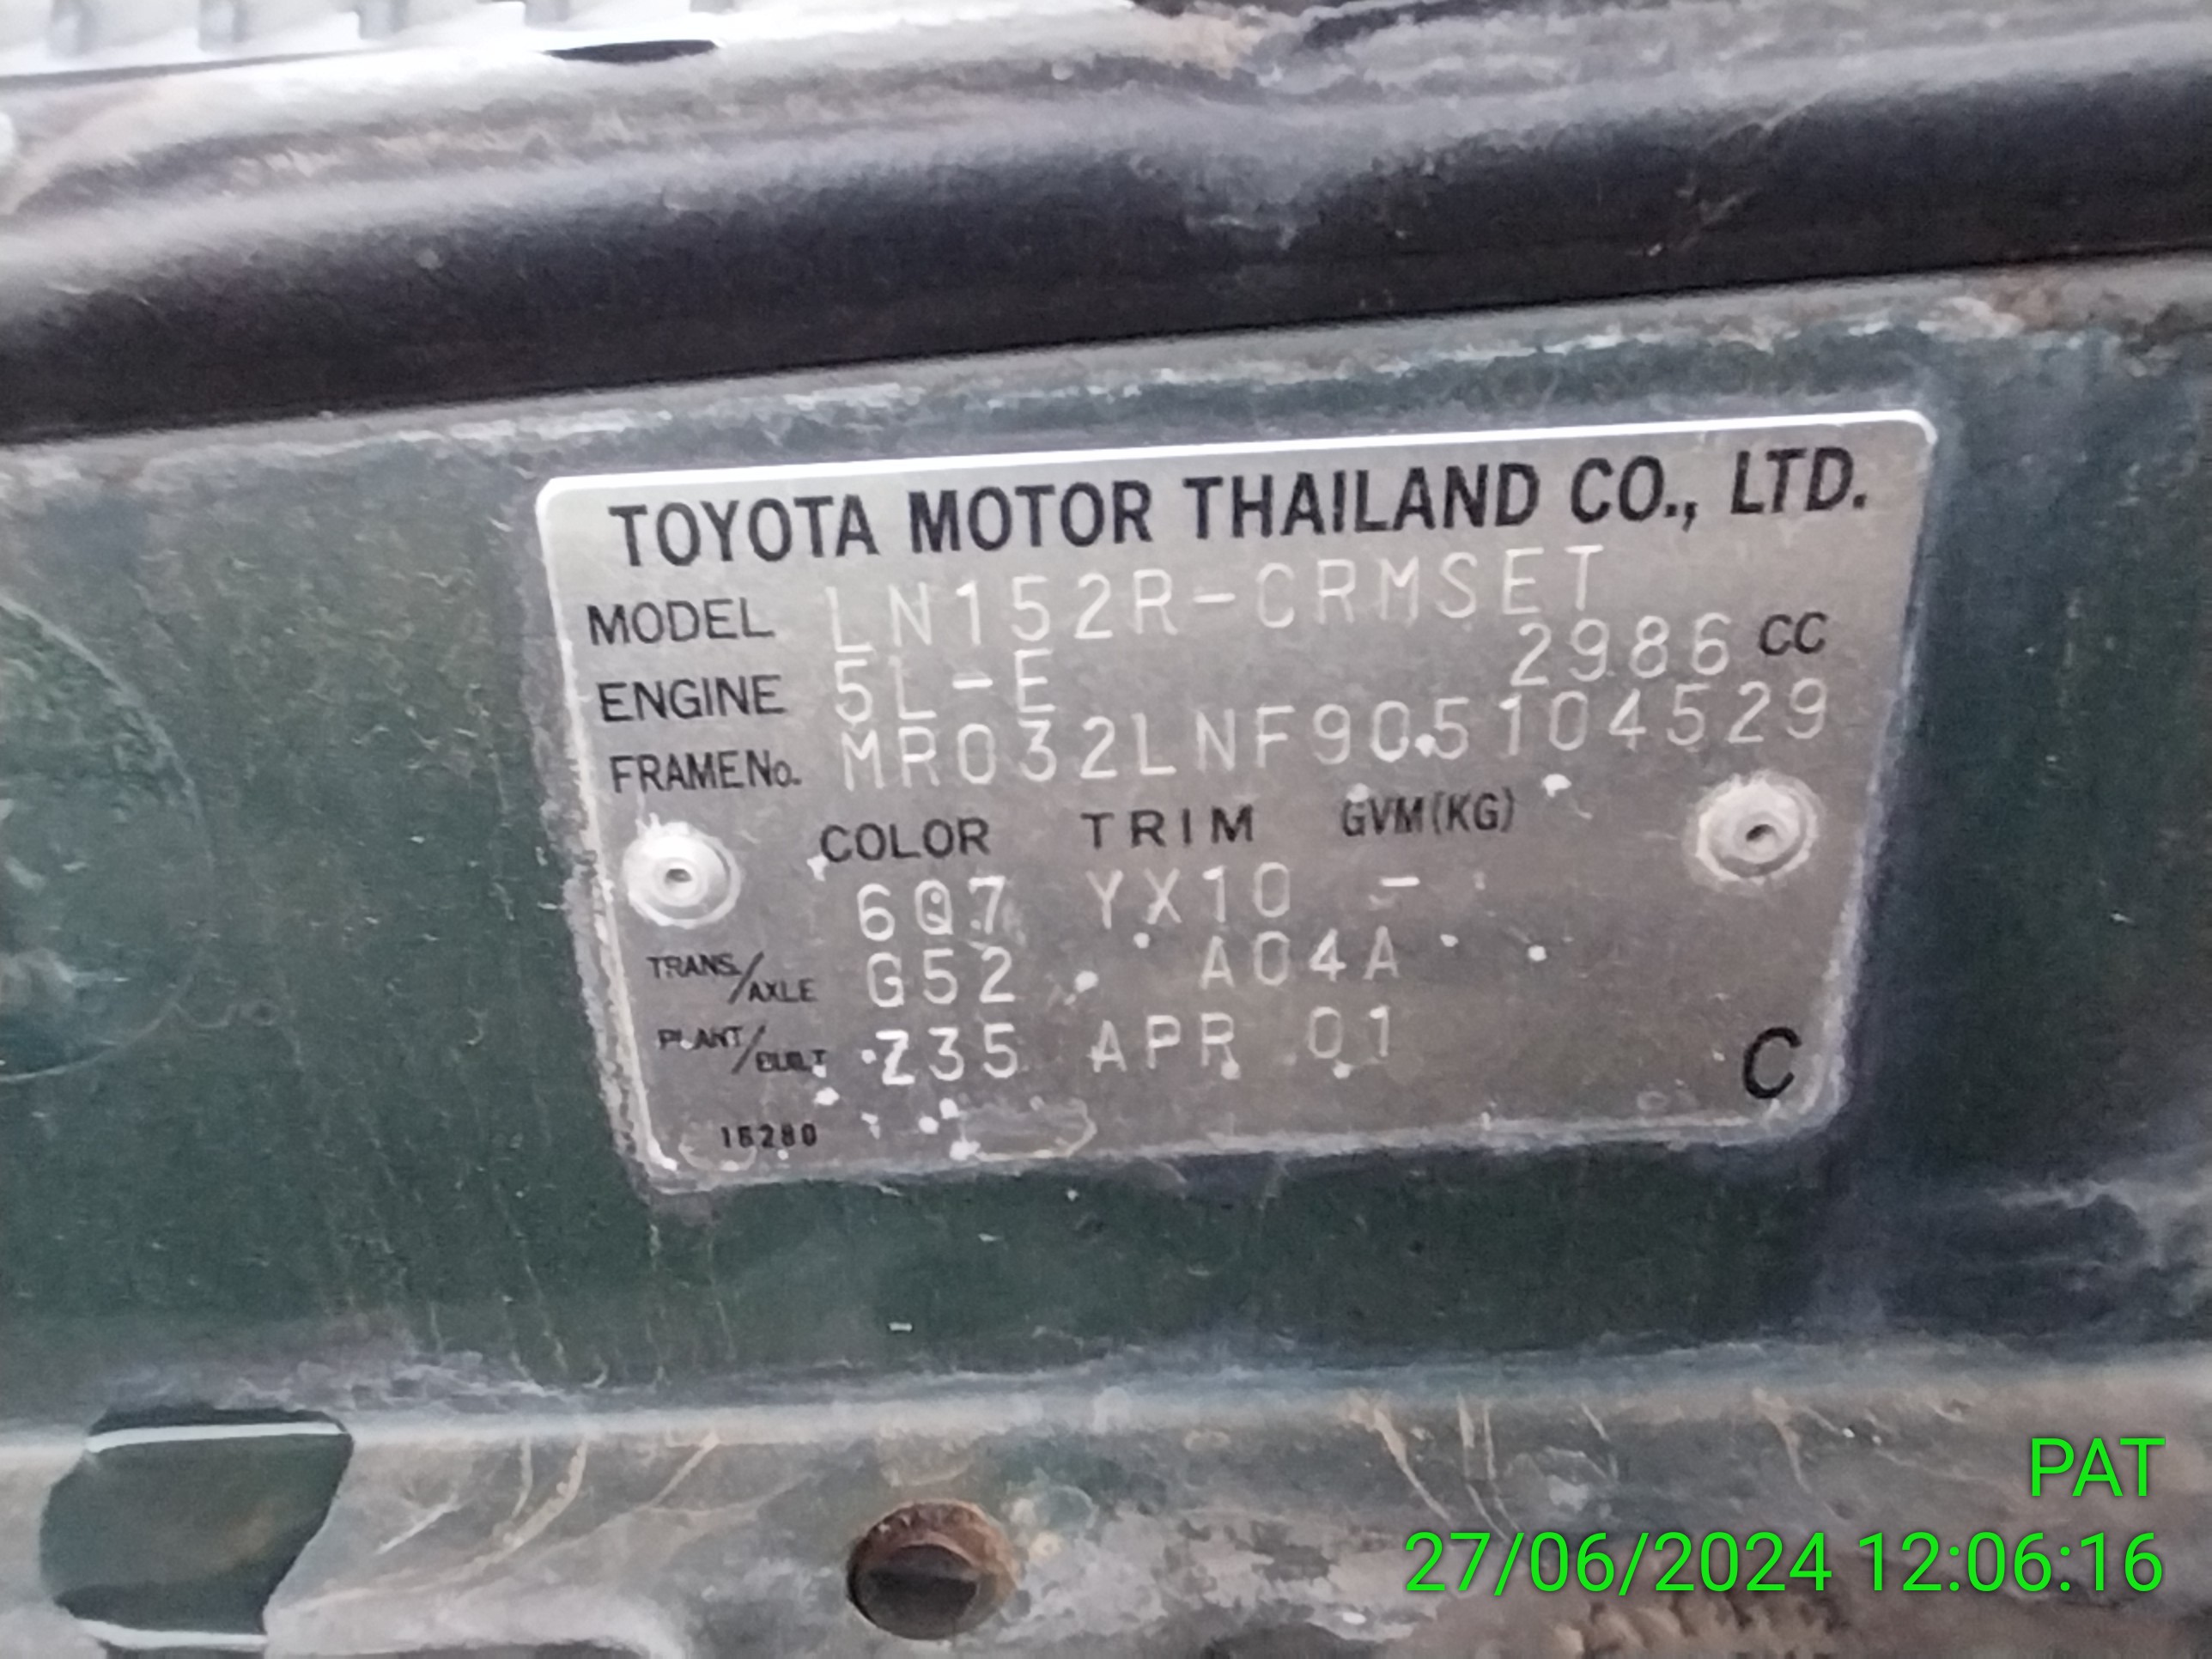 TOYOTA MOTOR THAILAND CO., LTD.
MODEL LN152R-CRMSET
ENGINE 5L-E 2986 CC
FRAME No. MR032LNF905104529
COLOR TRIM GVM(KG)
6Q7 YX10 -
TRANS./AXLE G52 A04A
PLANT/BUILT Z35 APR 01
C
PAT
27/06/2024 12:06:16